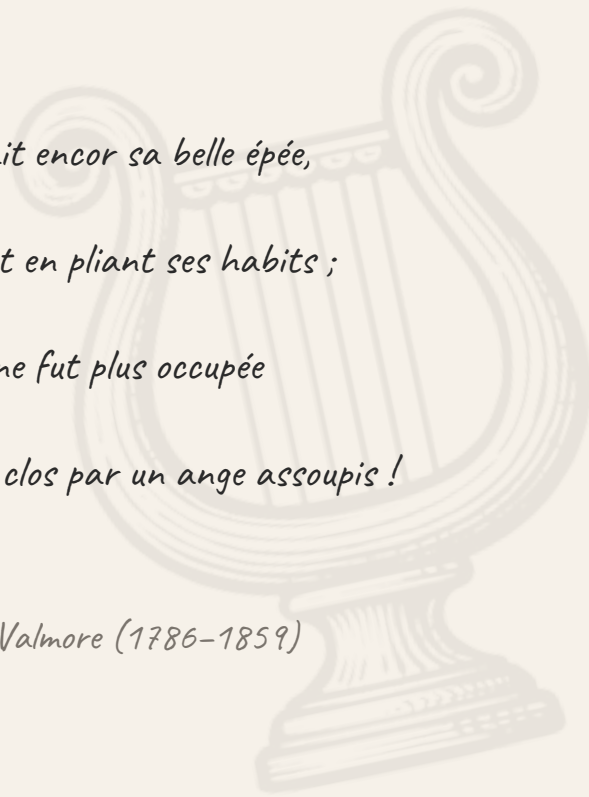 it encor sa belle épée,
t en pliant ses habits ;
ne fut plus occupée
clos par un ange assoupis !
Valmore (1786–1859)